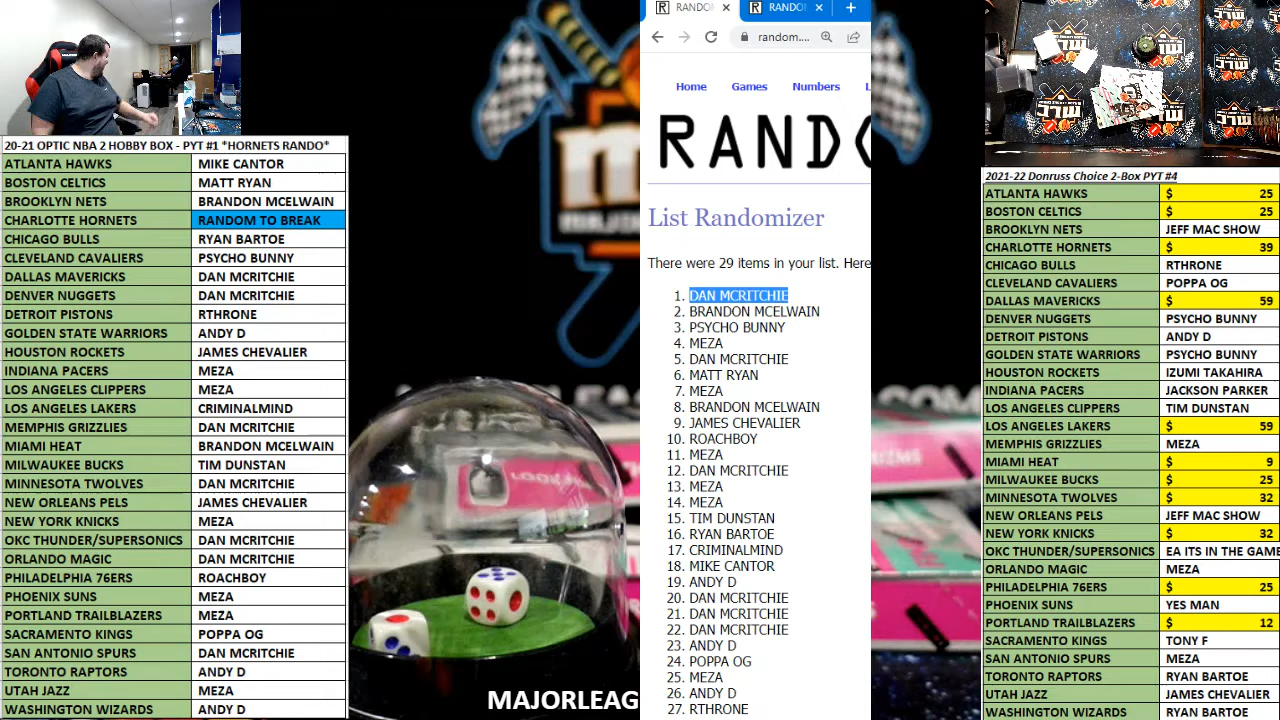 20-21 OPTIC NBA 2 HOBBY BOX - PYT #1 *HORNETS RANDO*
ATLANTA HAWKS MIKE CANTOR
BOSTON CELTICS MATT RYAN
BROOKLYN NETS BRANDON MCELWAIN
CHARLOTTE HORNETS RANDOM TO BREAK
CHICAGO BULLS RYAN BARTOE
CLEVELAND CAVALIERS PSYCHO BUNNY
DALLAS MAVERICKS DAN MCRITCHIE
DENVER NUGGETS DAN MCRITCHIE
DETROIT PISTONS RTHRONE
GOLDEN STATE WARRIORS ANDY D
HOUSTON ROCKETS JAMES CHEVALIER
INDIANA PACERS MEZA
LOS ANGELES CLIPPERS MEZA
LOS ANGELES LAKERS CRIMINALMIND
MEMPHIS GRIZZLIES DAN MCRITCHIE
MIAMI HEAT BRANDON MCELWAIN
MILWAUKEE BUCKS TIM DUNSTAN
MINNESOTA TWOLVES DAN MCRITCHIE
NEW ORLEANS PELS JAMES CHEVALIER
NEW YORK KNICKS MEZA
OKC THUNDER/SUPERSONICS DAN MCRITCHIE
ORLANDO MAGIC DAN MCRITCHIE
PHILADELPHIA 76ERS ROACHBOY
PHOENIX SUNS MEZA
PORTLAND TRAILBLAZERS MEZA
SACRAMENTO KINGS POPPA OG
SAN ANTONIO SPURS DAN MCRITCHIE
TORONTO RAPTORS ANDY D
UTAH JAZZ MEZA
WASHINGTON WIZARDS ANDY D
MAJORLEAG
RANDO RANDO
random....
Home Games Numbers L
RANDO
List Randomizer
There were 29 items in your list. Here
1. DAN MCRITCHIE
2. BRANDON MCELWAIN
3. PSYCHO BUNNY
4. MEZA
5. DAN MCRITCHIE
6. MATT RYAN
7. MEZA
8. BRANDON MCELWAIN
9. JAMES CHEVALIER
10. ROACHBOY
11. MEZA
12. DAN MCRITCHIE
13. MEZA
14. MEZA
15. TIM DUNSTAN
16. RYAN BARTOE
17. CRIMINALMIND
18. MIKE CANTOR
19. ANDY D
20. DAN MCRITCHIE
21. DAN MCRITCHIE
22. DAN MCRITCHIE
23. ANDY D
24. POPPA OG
25. MEZA
26. ANDY D
27. RTHRONE
2021-22 Donruss Choice 2-Box PYT #4
ATLANTA HAWKS $ 25
BOSTON CELTICS $ 25
BROOKLYN NETS JEFF MAC SHOW
CHARLOTTE HORNETS $ 39
CHICAGO BULLS RTHRONE
CLEVELAND CAVALIERS POPPA OG
DALLAS MAVERICKS $ 59
DENVER NUGGETS PSYCHO BUNNY
DETROIT PISTONS ANDY D
GOLDEN STATE WARRIORS PSYCHO BUNNY
HOUSTON ROCKETS IZUMI TAKAHIRA
INDIANA PACERS JACKSON PARKER
LOS ANGELES CLIPPERS TIM DUNSTAN
LOS ANGELES LAKERS $ 59
MEMPHIS GRIZZLIES MEZA
MIAMI HEAT $ 9
MILWAUKEE BUCKS $ 25
MINNESOTA TWOLVES $ 32
NEW ORLEANS PELS JEFF MAC SHOW
NEW YORK KNICKS $ 32
OKC THUNDER/SUPERSONICS EA ITS IN THE GAME
ORLANDO MAGIC MEZA
PHILADELPHIA 76ERS $ 25
PHOENIX SUNS YES MAN
PORTLAND TRAILBLAZERS $ 12
SACRAMENTO KINGS TONY F
SAN ANTONIO SPURS MEZA
TORONTO RAPTORS RYAN BARTOE
UTAH JAZZ JAMES CHEVALIER
WASHINGTON WIZARDS RYAN BARTOE